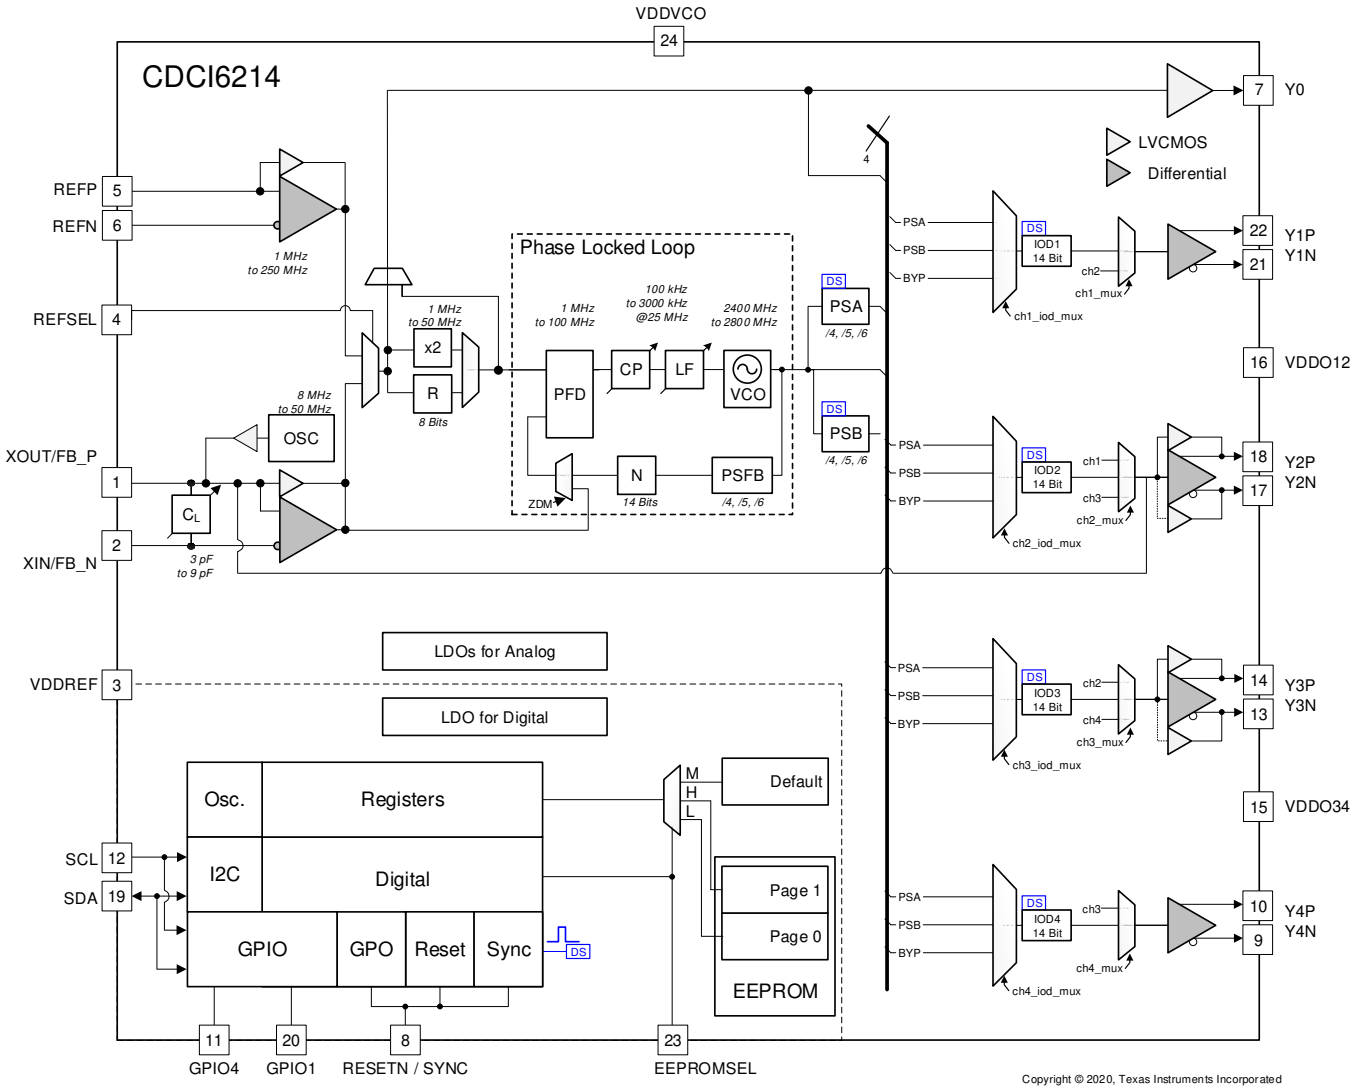 VDDVCO
24
CDCI6214
7
Y0
4
LVCMOS
Differential
REFP
5
REFN
6
1 MHz
to 250 MHz
REFSEL
4
Phase Locked Loop
1 MHz
to 50 MHz
x2
R
8 Bits
1 MHz
to 100 MHz
PFD
100 kHz
to 3000 kHz
@25 MHz
CP
LF
2400 MHz
to 2800 MHz
VCO
ZDM
N
14 Bits
PSFB
/4, /5, /6
DS
PSA
/4, /5, /6
DS
PSB
/4, /5, /6
8 MHz
to 50 MHz
OSC
XOUT/FB_P
1
CL
2
XIN/FB_N
3 pF
to 9 pF
PSA
PSB
BYP
ch1_iod_mux
DS
IOD1
14 Bit
ch2
ch1_mux
22
Y1P
21
Y1N
16
VDDO12
PSA
PSB
BYP
ch2_iod_mux
DS
IOD2
14 Bit
ch1
ch3
ch2_mux
18
Y2P
17
Y2N
PSA
PSB
BYP
ch3_iod_mux
DS
IOD3
14 Bit
ch2
ch4
ch3_mux
14
Y3P
13
Y3N
15
VDDO34
PSA
PSB
BYP
ch4_iod_mux
DS
IOD4
14 Bit
ch3
ch4_mux
10
Y4P
9
Y4N
LDOs for Analog
VDDREF
3
LDO for Digital
Osc.
Registers
I2C
Digital
GPIO
GPO
Reset
Sync
DS
SCL
12
SDA
19
M
H
L
Default
Page 1
Page 0
EEPROM
11
20
8
23
GPIO4
GPIO1
RESETN / SYNC
EEPROMSEL
Copyright © 2020, Texas Instruments Incorporated